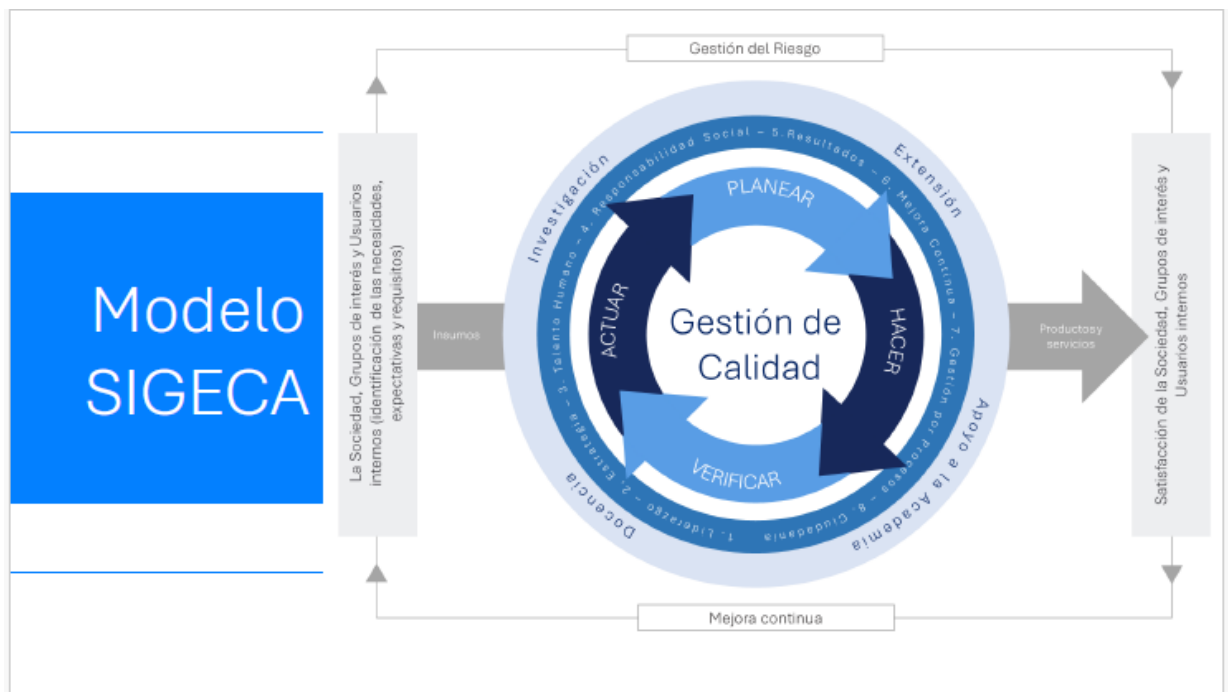 Modelo
SIGECA
Gestión del Riesgo
La Sociedad, Grupos de interés y Usuarios
internos (identificación de las necesidades,
expectativas y requisitos)
Insumos
Investigación
Extensión
Docencia
Apoyo a la Academia
1. Liderazgo – 2. Estrategia – 3. Talento Humano – 4. Responsabilidad Social – 5.Resultados – 6. Mejora Continua – 7. Gestión por Procesos – 8. Ciudadanía
PLANEAR
HACER
VERIFICAR
ACTUAR
Gestión de
Calidad
Productos y
servicios
Satisfacción de la Sociedad, Grupos de interés y
Usuarios internos
Mejora continua